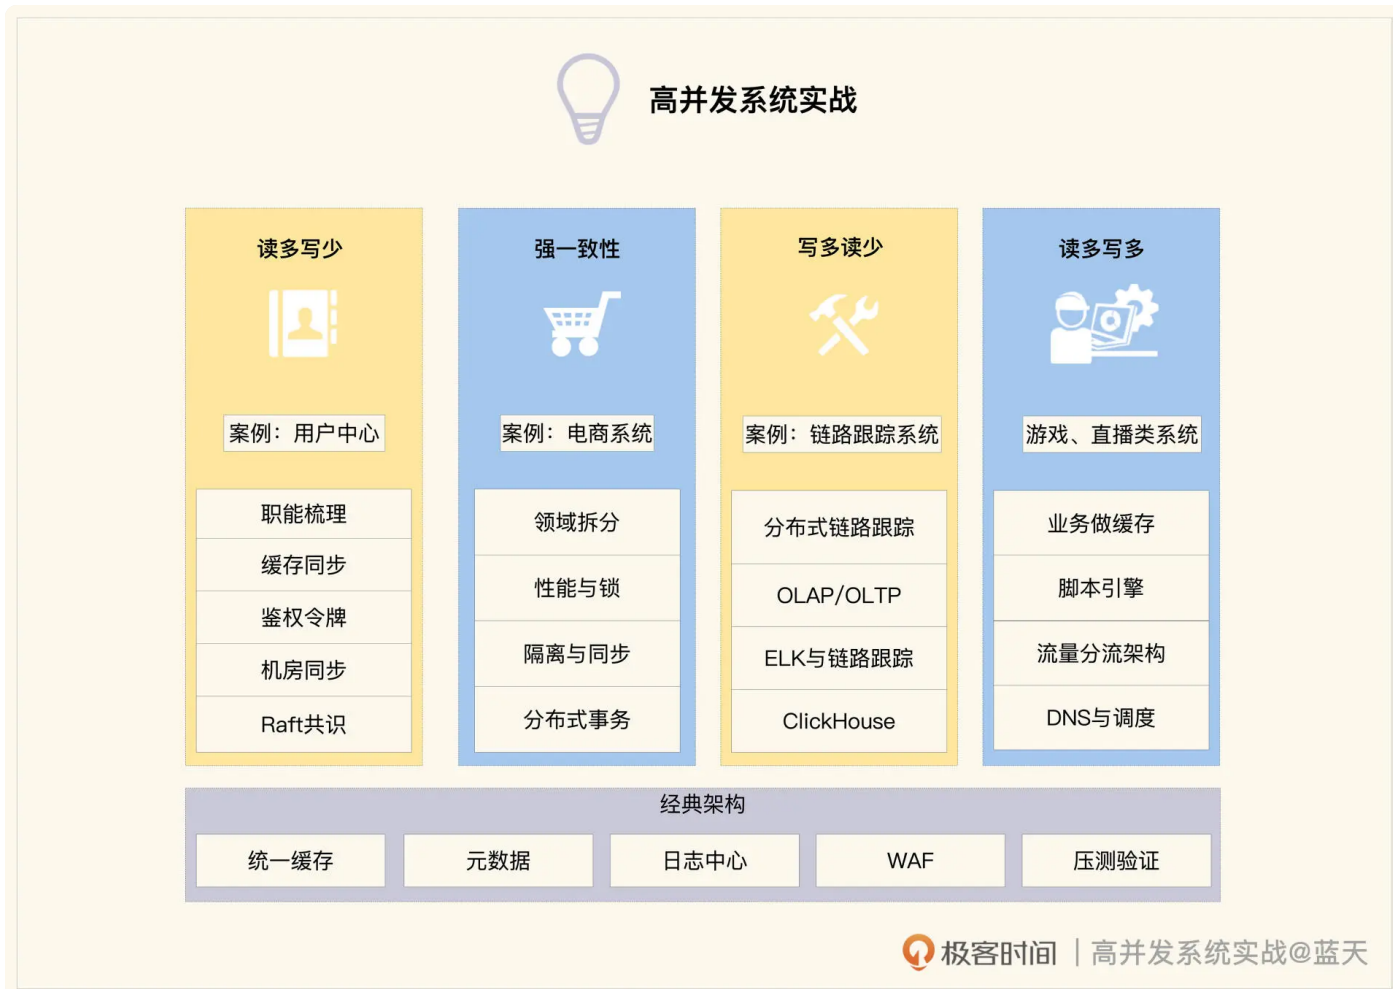 高并发系统实战
读多写少
案例：用户中心
职能梳理
缓存同步
鉴权令牌
机房同步
Raft共识
强一致性
案例：电商系统
领域拆分
性能与锁
隔离与同步
分布式事务
写多读少
案例：链路跟踪系统
分布式链路跟踪
OLAP/OLTP
ELK与链路跟踪
ClickHouse
读多写多
游戏、直播类系统
业务做缓存
脚本引擎
流量分流架构
DNS与调度
经典架构
统一缓存
元数据
日志中心
WAF
压测验证
极客时间 | 高并发系统实战@蓝天